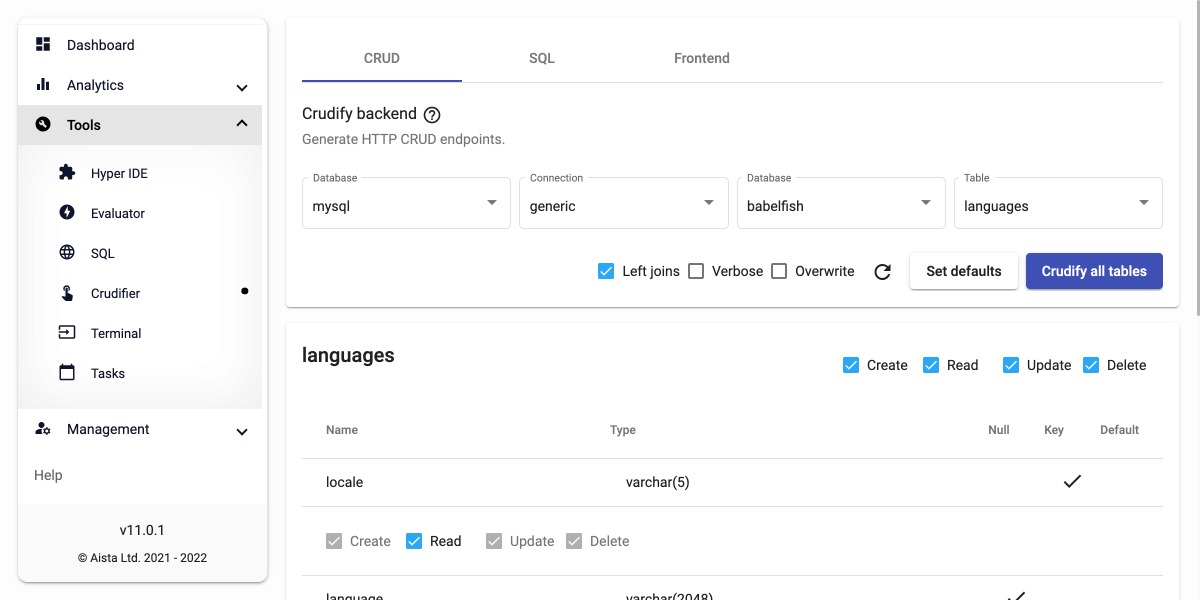 Dashboard
Analytics
Tools
Hyper IDE
Evaluator
SQL
Crudifier
Terminal
Tasks
Management
Help
v11.0.1
© Aista Ltd. 2021 - 2022
CRUD SQL Frontend
Crudify backend
Generate HTTP CRUD endpoints.
Database Connection Database Table
mysql generic babelfish languages
Left joins Verbose Overwrite Set defaults Crudify all tables
languages
Create Read Update Delete
Name Type Null Key Default
locale varchar(5)
Create Read Update Delete
language varchar(2048)